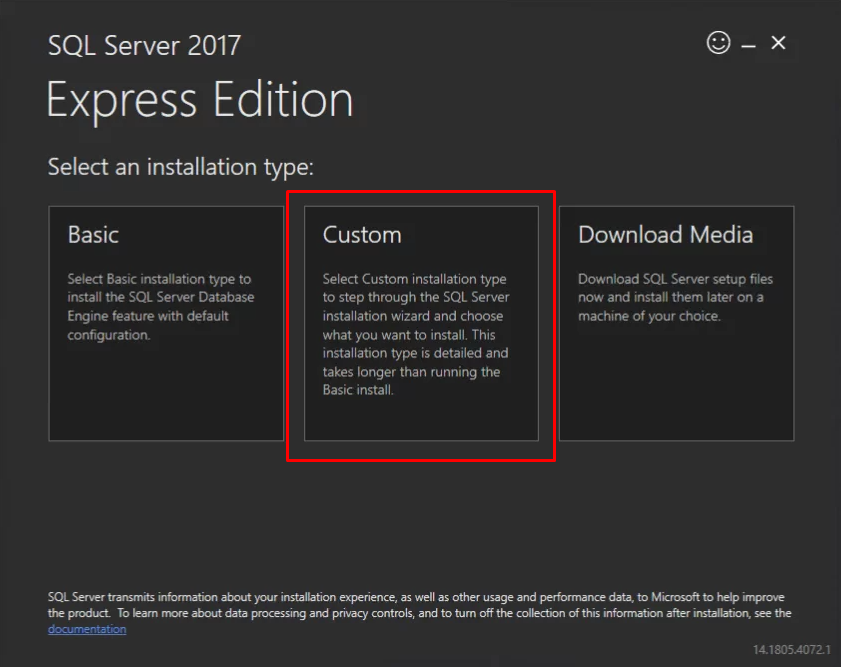 SQL Server 2017
Express Edition
Select an installation type:
Basic
Select Basic installation type to
install the SQL Server Database
Engine feature with default
configuration.
Custom
Select Custom installation type
to step through the SQL Server
installation wizard and choose
what you want to install. This
installation type is detailed and
takes longer than running the
Basic install.
Download Media
Download SQL Server setup files
now and install them later on a
machine of your choice.
SQL Server transmits information about your installation experience, as well as other usage and performance data, to Microsoft to help improve
the product.  To learn more about data processing and privacy controls, and to turn off the collection of this information after installation, see the
documentation
14.1805.4072.1